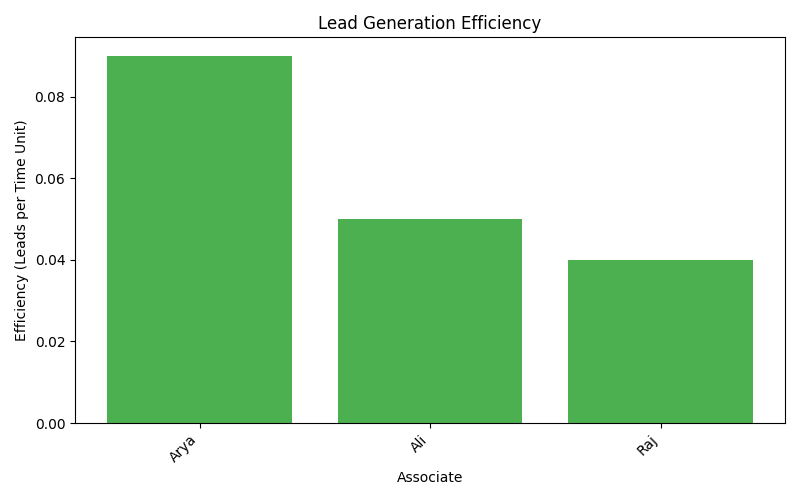 Lead Generation Efficiency
Efficiency (Leads per Time Unit)
0.08
0.06
0.04
0.02
0.00
Arya
Ali
Raj
Associate